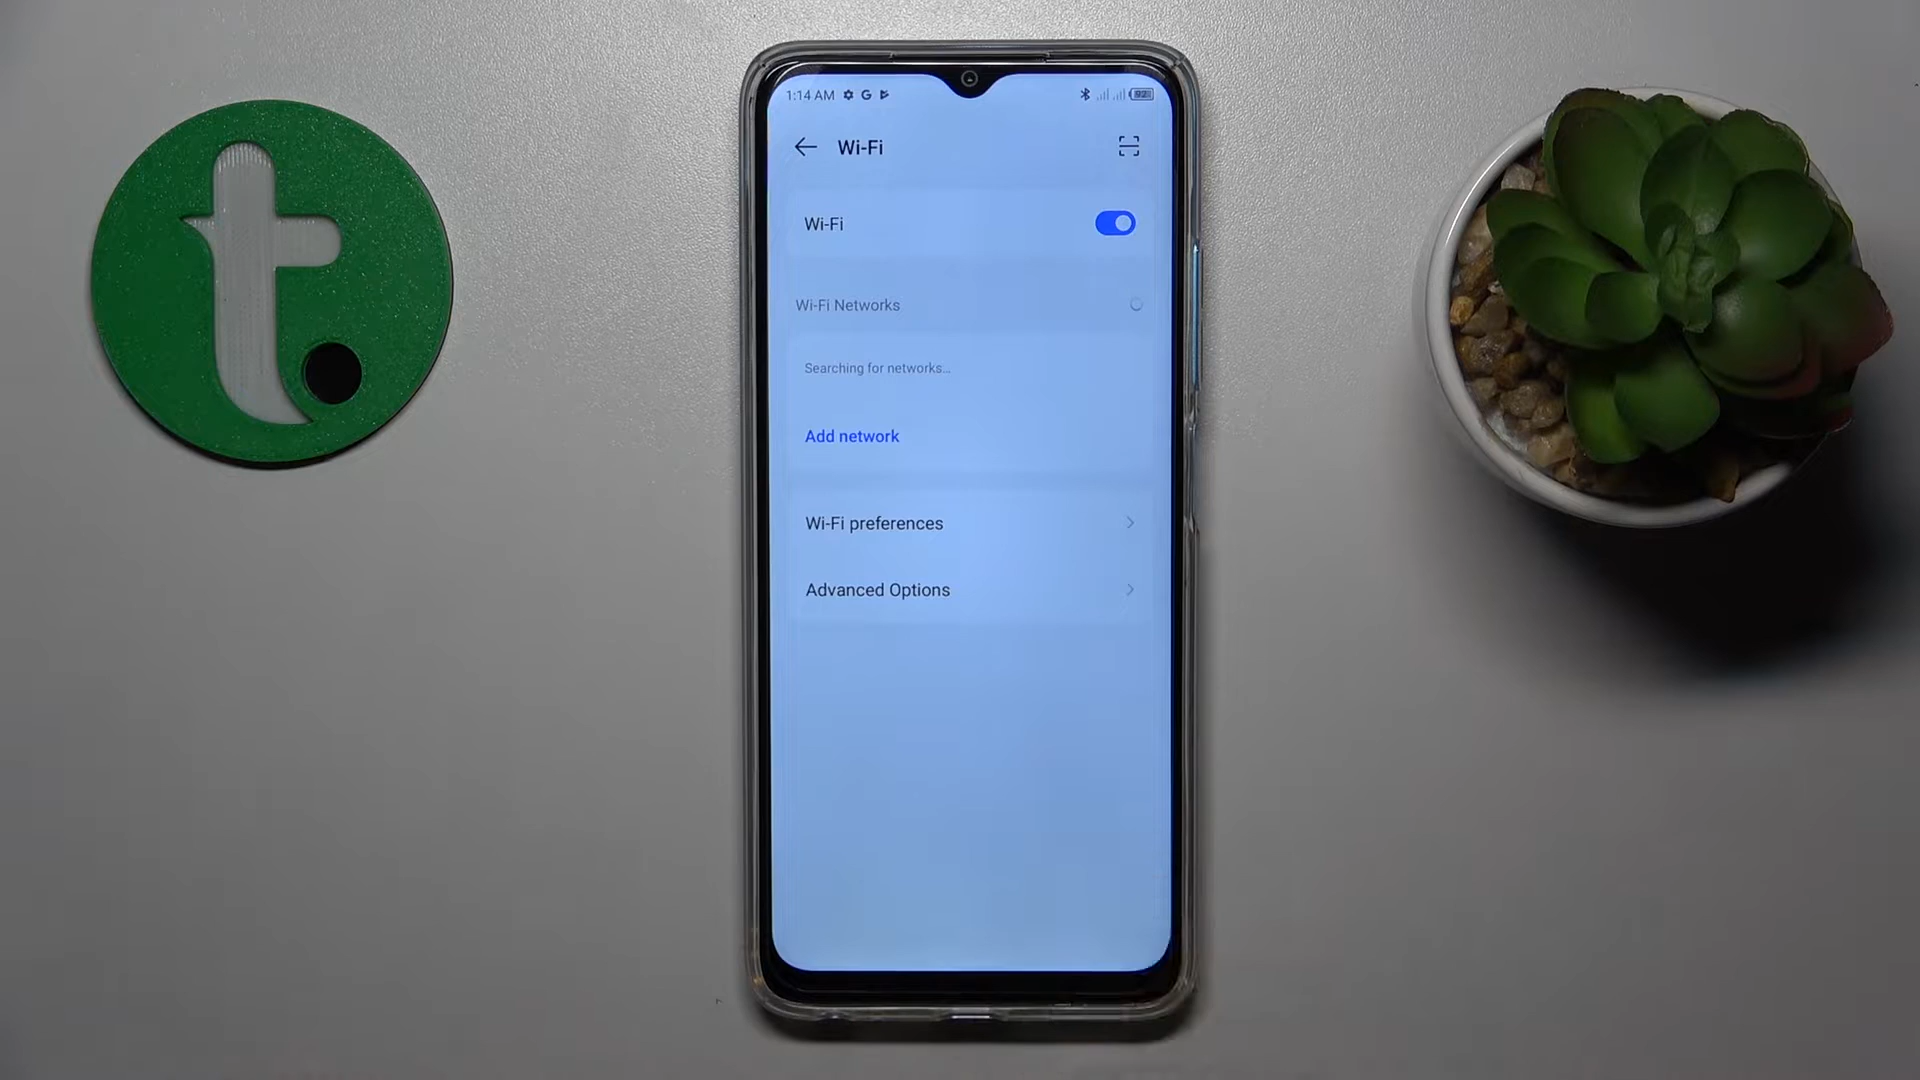 t.
1:14 AM G 92
Wi-Fi
Wi-Fi
Wi-Fi Networks
Searching for networks...
Add network
Wi-Fi preferences
Advanced Options